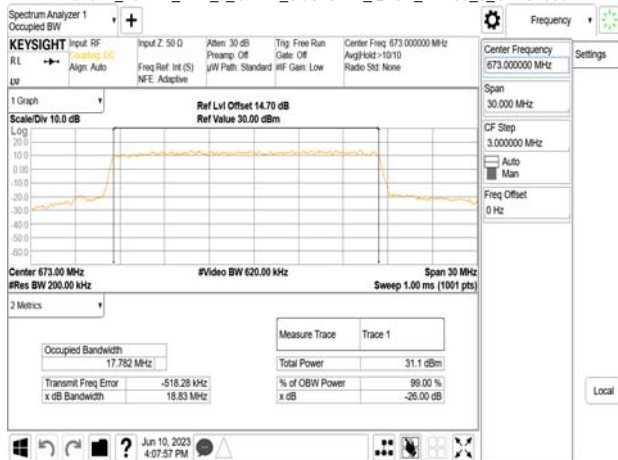 Spectrum Analyzer 1
Occupied BW
Frequency
KEYSIGHT Input: RF Input Z: 50 Ω Atten: 30 dB Trig: Free Run Center Freq: 673.000000 MHz
RL Coupling: DC Preamp: Off Gate: Off Avg|Hold:>10/10
Align: Auto Freq Ref: Int (S) µW Path: Standard #IF Gain: Low Radio Std: None
NFE: Adaptive
Center Frequency
673.000000 MHz
Settings
Span
30.000 MHz
CF Step
3.000000 MHz
Auto
Man
Freq Offset
0 Hz
Local
1 Graph
Scale/Div 10.0 dB
Ref Lvl Offset 14.70 dB
Ref Value 30.00 dBm
Log
20.0
10.0
0.00
-10.0
-20.0
-30.0
-40.0
-50.0
-60.0
Center 673.00 MHz #Video BW 620.00 kHz Span 30 MHz
#Res BW 200.00 kHz Sweep 1.00 ms (1001 pts)
2 Metrics
Measure Trace Trace 1
Occupied Bandwidth
17.782 MHz Total Power 31.1 dBm
Transmit Freq Error -518.28 kHz % of OBW Power 99.00 %
x dB Bandwidth 18.83 MHz x dB -26.00 dB
Jun 10, 2023
4:07:57 PM